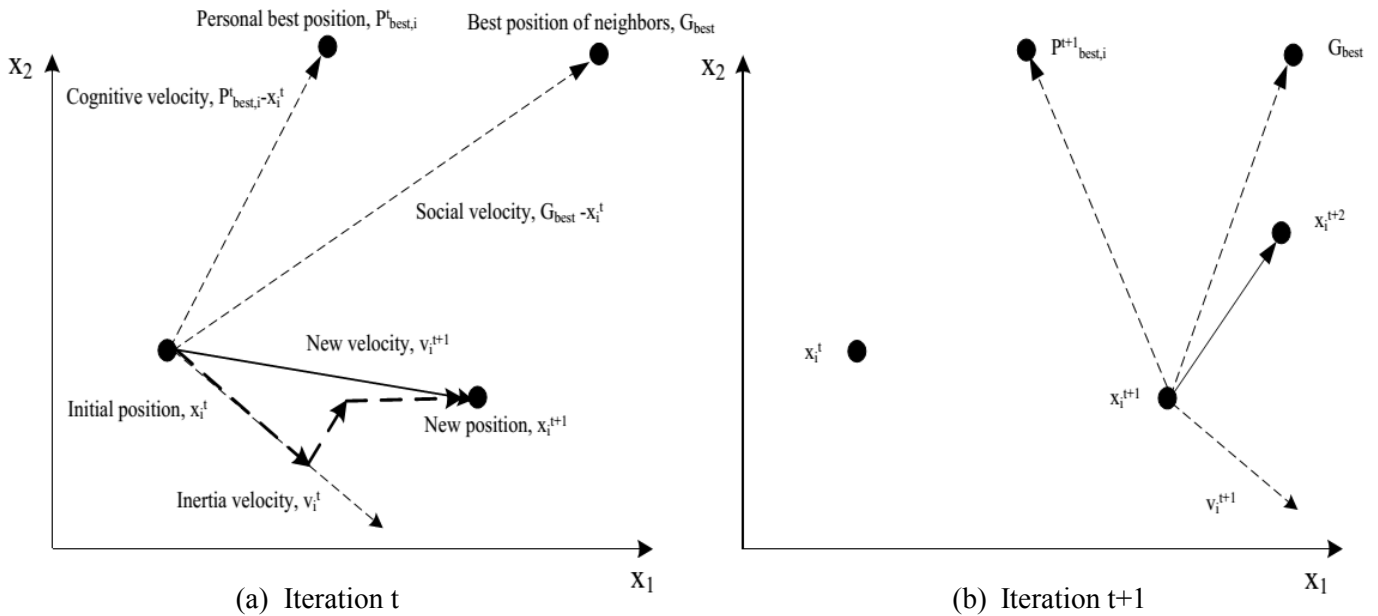 Personal best position, Pᵗbest,i
Best position of neighbors, Gbest
x₂
Cognitive velocity, Pᵗbest,i-xᵢᵗ
Social velocity, Gbest -xᵢᵗ
New velocity, vᵢᵗ⁺¹
Initial position, xᵢᵗ
New position, xᵢᵗ⁺¹
Inertia velocity, vᵢᵗ
x₁
(a) Iteration t
Pᵗ⁺¹best,i
Gbest
x₂
xᵢᵗ⁺²
xᵢᵗ
xᵢᵗ⁺¹
vᵢᵗ⁺¹
x₁
(b) Iteration t+1